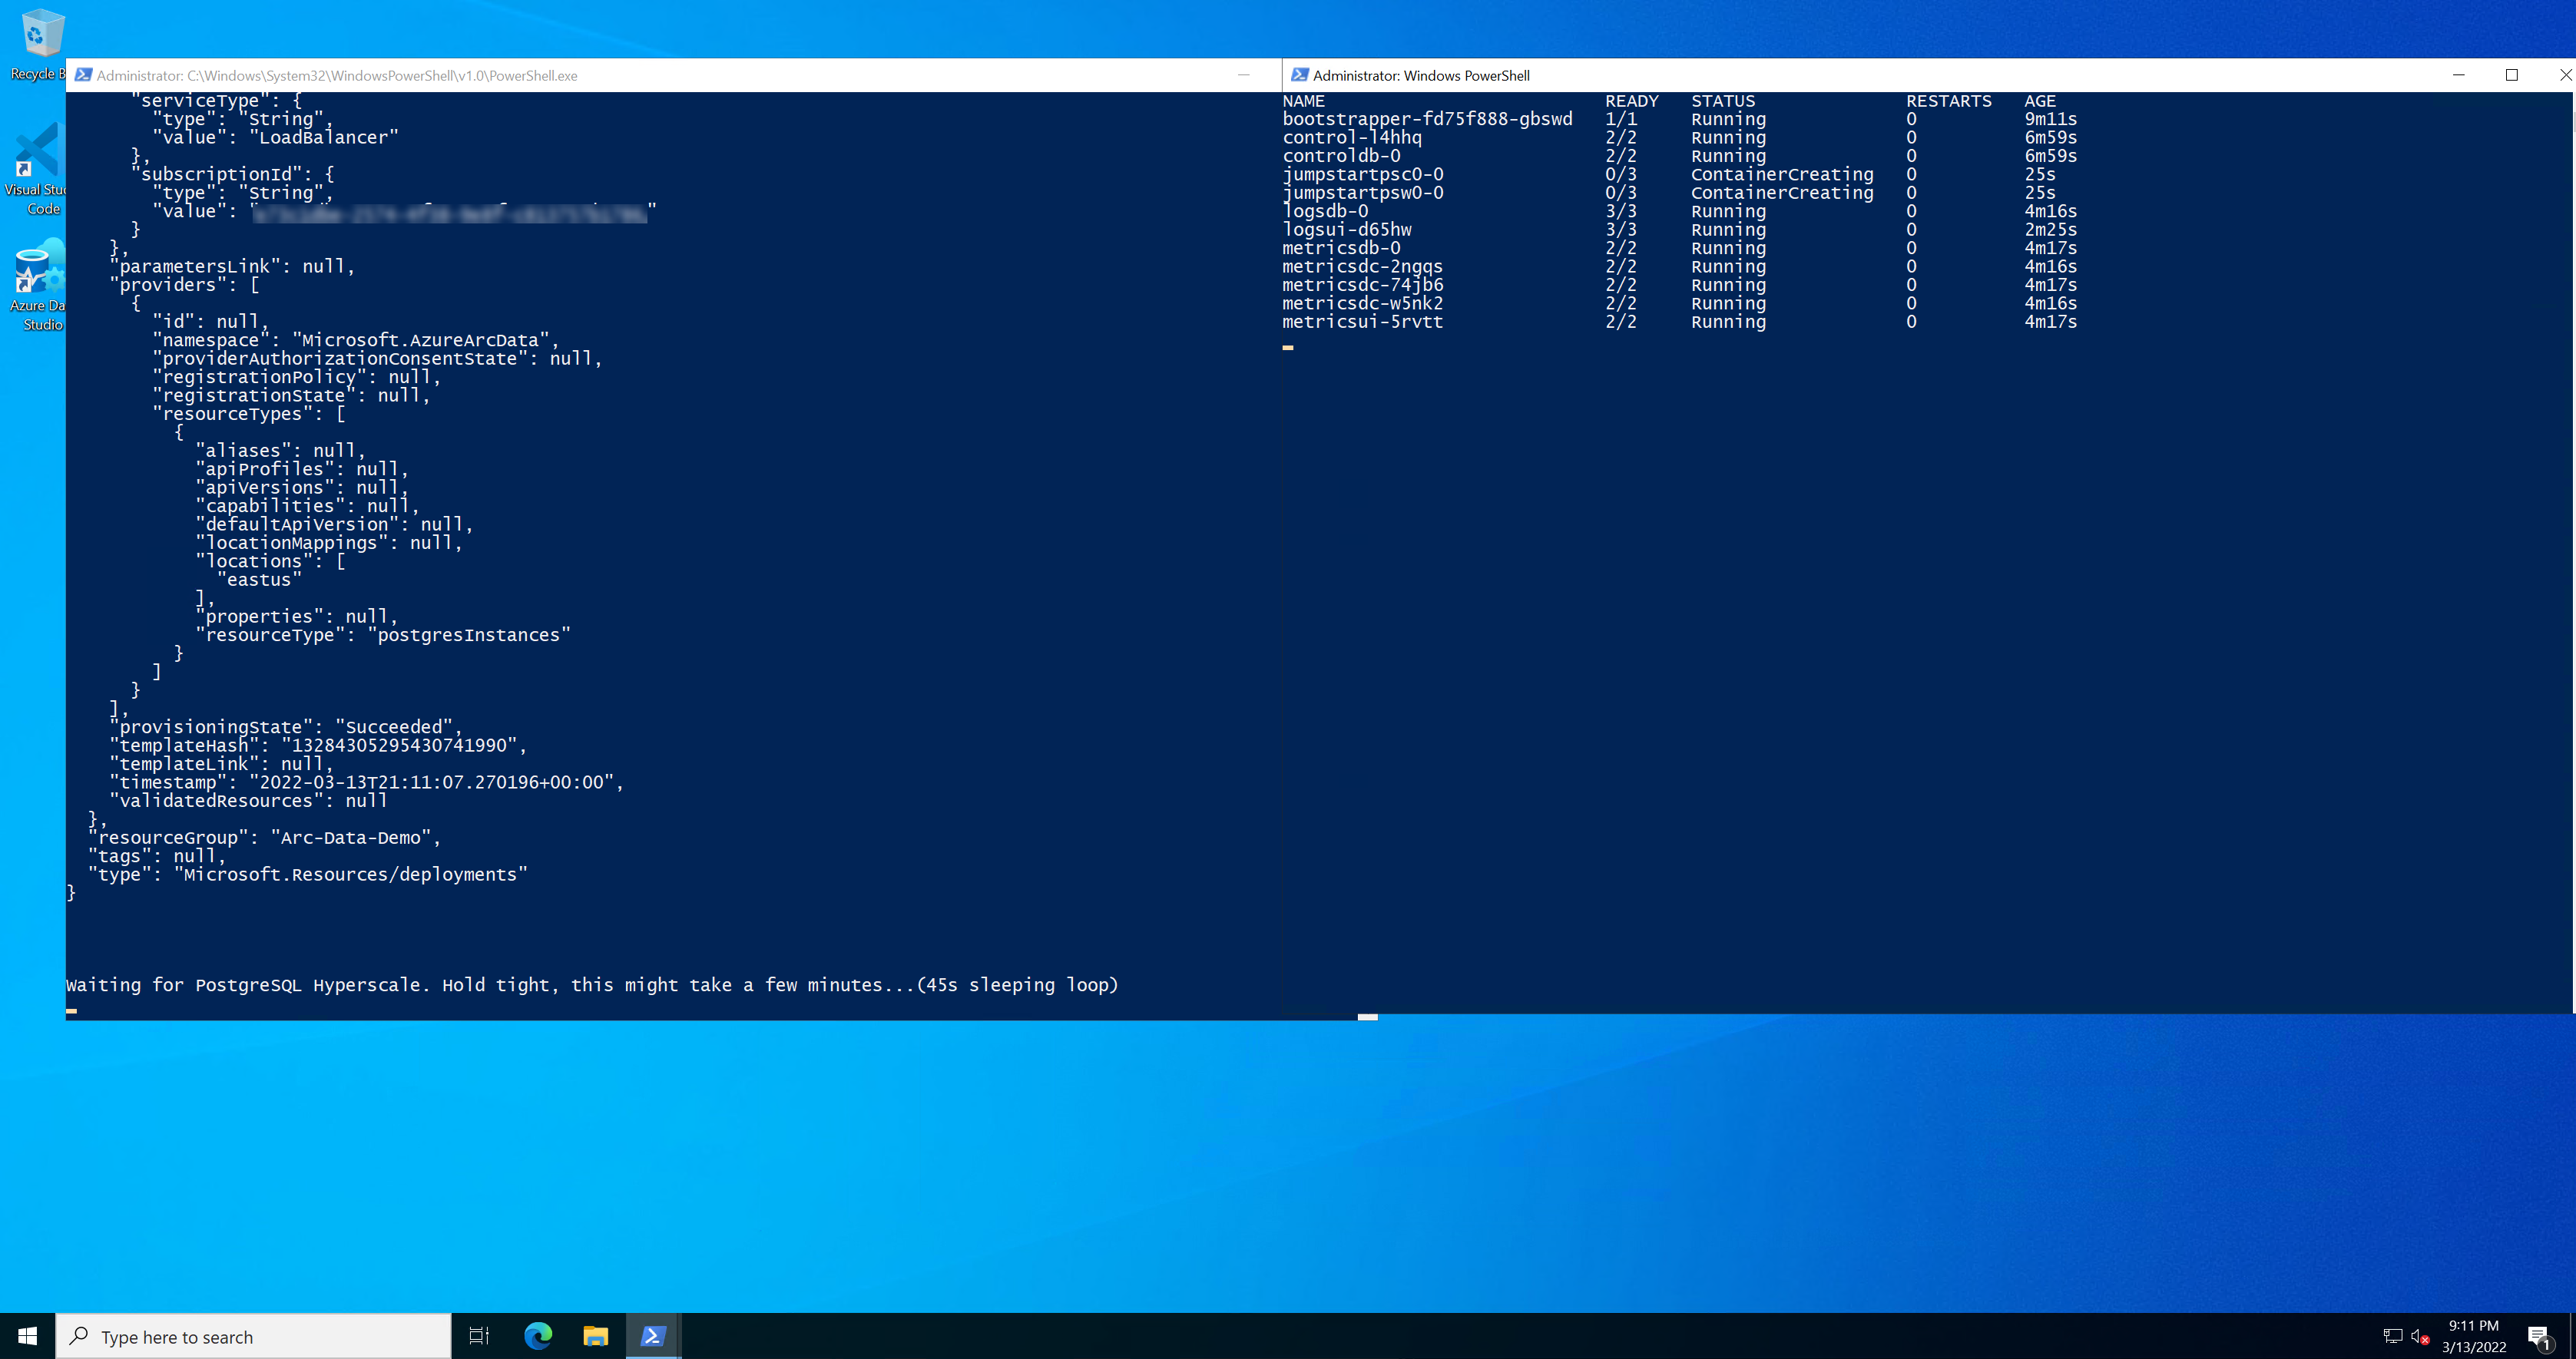 Recycle B
Visual Stu
Code
Azure Da
Studio
Administrator: C:\Windows\System32\WindowsPowerShell\v1.0\PowerShell.exe
"serviceType": {
"type": "String",
"value": "LoadBalancer"
},
"subscriptionId": {
"type": "String",
"value": "
}
},
"parametersLink": null,
"providers": [
{
"id": null,
"namespace": "Microsoft.AzureArcData",
"providerAuthorizationConsentState": null,
"registrationPolicy": null,
"registrationState": null,
"resourceTypes": [
{
"aliases": null,
"apiProfiles": null,
"apiVersions": null,
"capabilities": null,
"defaultApiVersion": null,
"locationMappings": null,
"locations": [
"eastus"
],
"properties": null,
"resourceType": "postgresInstances"
}
]
}
],
"provisioningState": "Succeeded",
"templateHash": "13284305295430741990",
"templateLink": null,
"timestamp": "2022-03-13T21:11:07.270196+00:00",
"validatedResources": null
},
"resourceGroup": "Arc-Data-Demo",
"tags": null,
"type": "Microsoft.Resources/deployments"
}
Waiting for PostgreSQL Hyperscale. Hold tight, this might take a few minutes...(45s sleeping loop)
Administrator: Windows PowerShell
NAME READY STATUS RESTARTS AGE
bootstrapper-fd75f888-gbswd 1/1 Running 0 9m11s
control-l4hhq 2/2 Running 0 6m59s
controldb-0 2/2 Running 0 6m59s
jumpstartpsc0-0 0/3 ContainerCreating 0 25s
jumpstartpsw0-0 0/3 ContainerCreating 0 25s
logsdb-0 3/3 Running 0 4m16s
logsui-d65hw 3/3 Running 0 2m25s
metricsdb-0 2/2 Running 0 4m17s
metricsdc-2ngqs 2/2 Running 0 4m16s
metricsdc-74jb6 2/2 Running 0 4m17s
metricsdc-w5nk2 2/2 Running 0 4m16s
metricsui-5rvtt 2/2 Running 0 4m17s
Type here to search
9:11 PM
3/13/2022
1